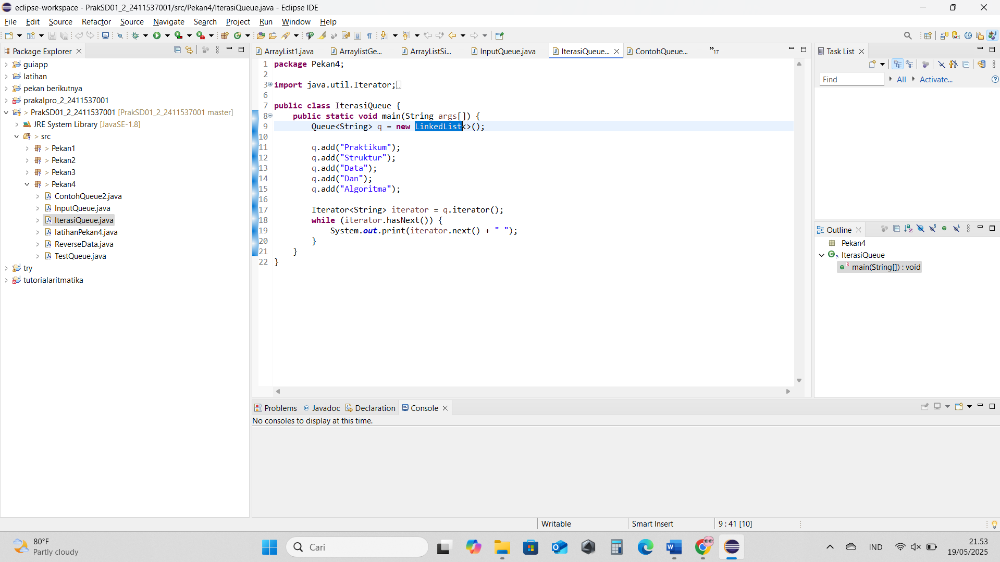 eclipse-workspace - PrakSD01_2_2411537001/src/Pekan4/IterasiQueue.java - Eclipse IDE
File Edit Source Refactor Source Navigate Search Project Run Window Help
Package Explorer
guiapp
latihan
pekan berikutnya
prakalpro_2_2411537001
> PrakSD01_2_2411537001 [PrakSD01_2_2411537001 master]
JRE System Library [JavaSE-1.8]
> src
> Pekan1
> Pekan2
> Pekan3
> Pekan4
ContohQueue2.java
InputQueue.java
IterasiQueue.java
latihanPekan4.java
ReverseData.java
TestQueue.java
try
tutorialaritmatika
ArrayList1.java ArraylistGe... ArrayListSi... InputQueue.java IterasiQueue... ContohQueue... »17
1 package Pekan4;
2
3 import java.util.Iterator;
6
7 public class IterasiQueue {
8 public static void main(String args[]) {
9 Queue<String> q = new LinkedList<>();
10
11 q.add("Praktikum");
12 q.add("Struktur");
13 q.add("Data");
14 q.add("Dan");
15 q.add("Algoritma");
16
17 Iterator<String> iterator = q.iterator();
18 while (iterator.hasNext()) {
19 System.out.print(iterator.next() + " ");
20 }
21 }
22 }
Task List
Find All Activate...
Outline
Pekan4
IterasiQueue
main(String[]) : void
Problems @ Javadoc Declaration Console
No consoles to display at this time.
Writable Smart Insert 9 : 41 [10]
80°F
Partly cloudy
Cari
IND
21.53
19/05/2025